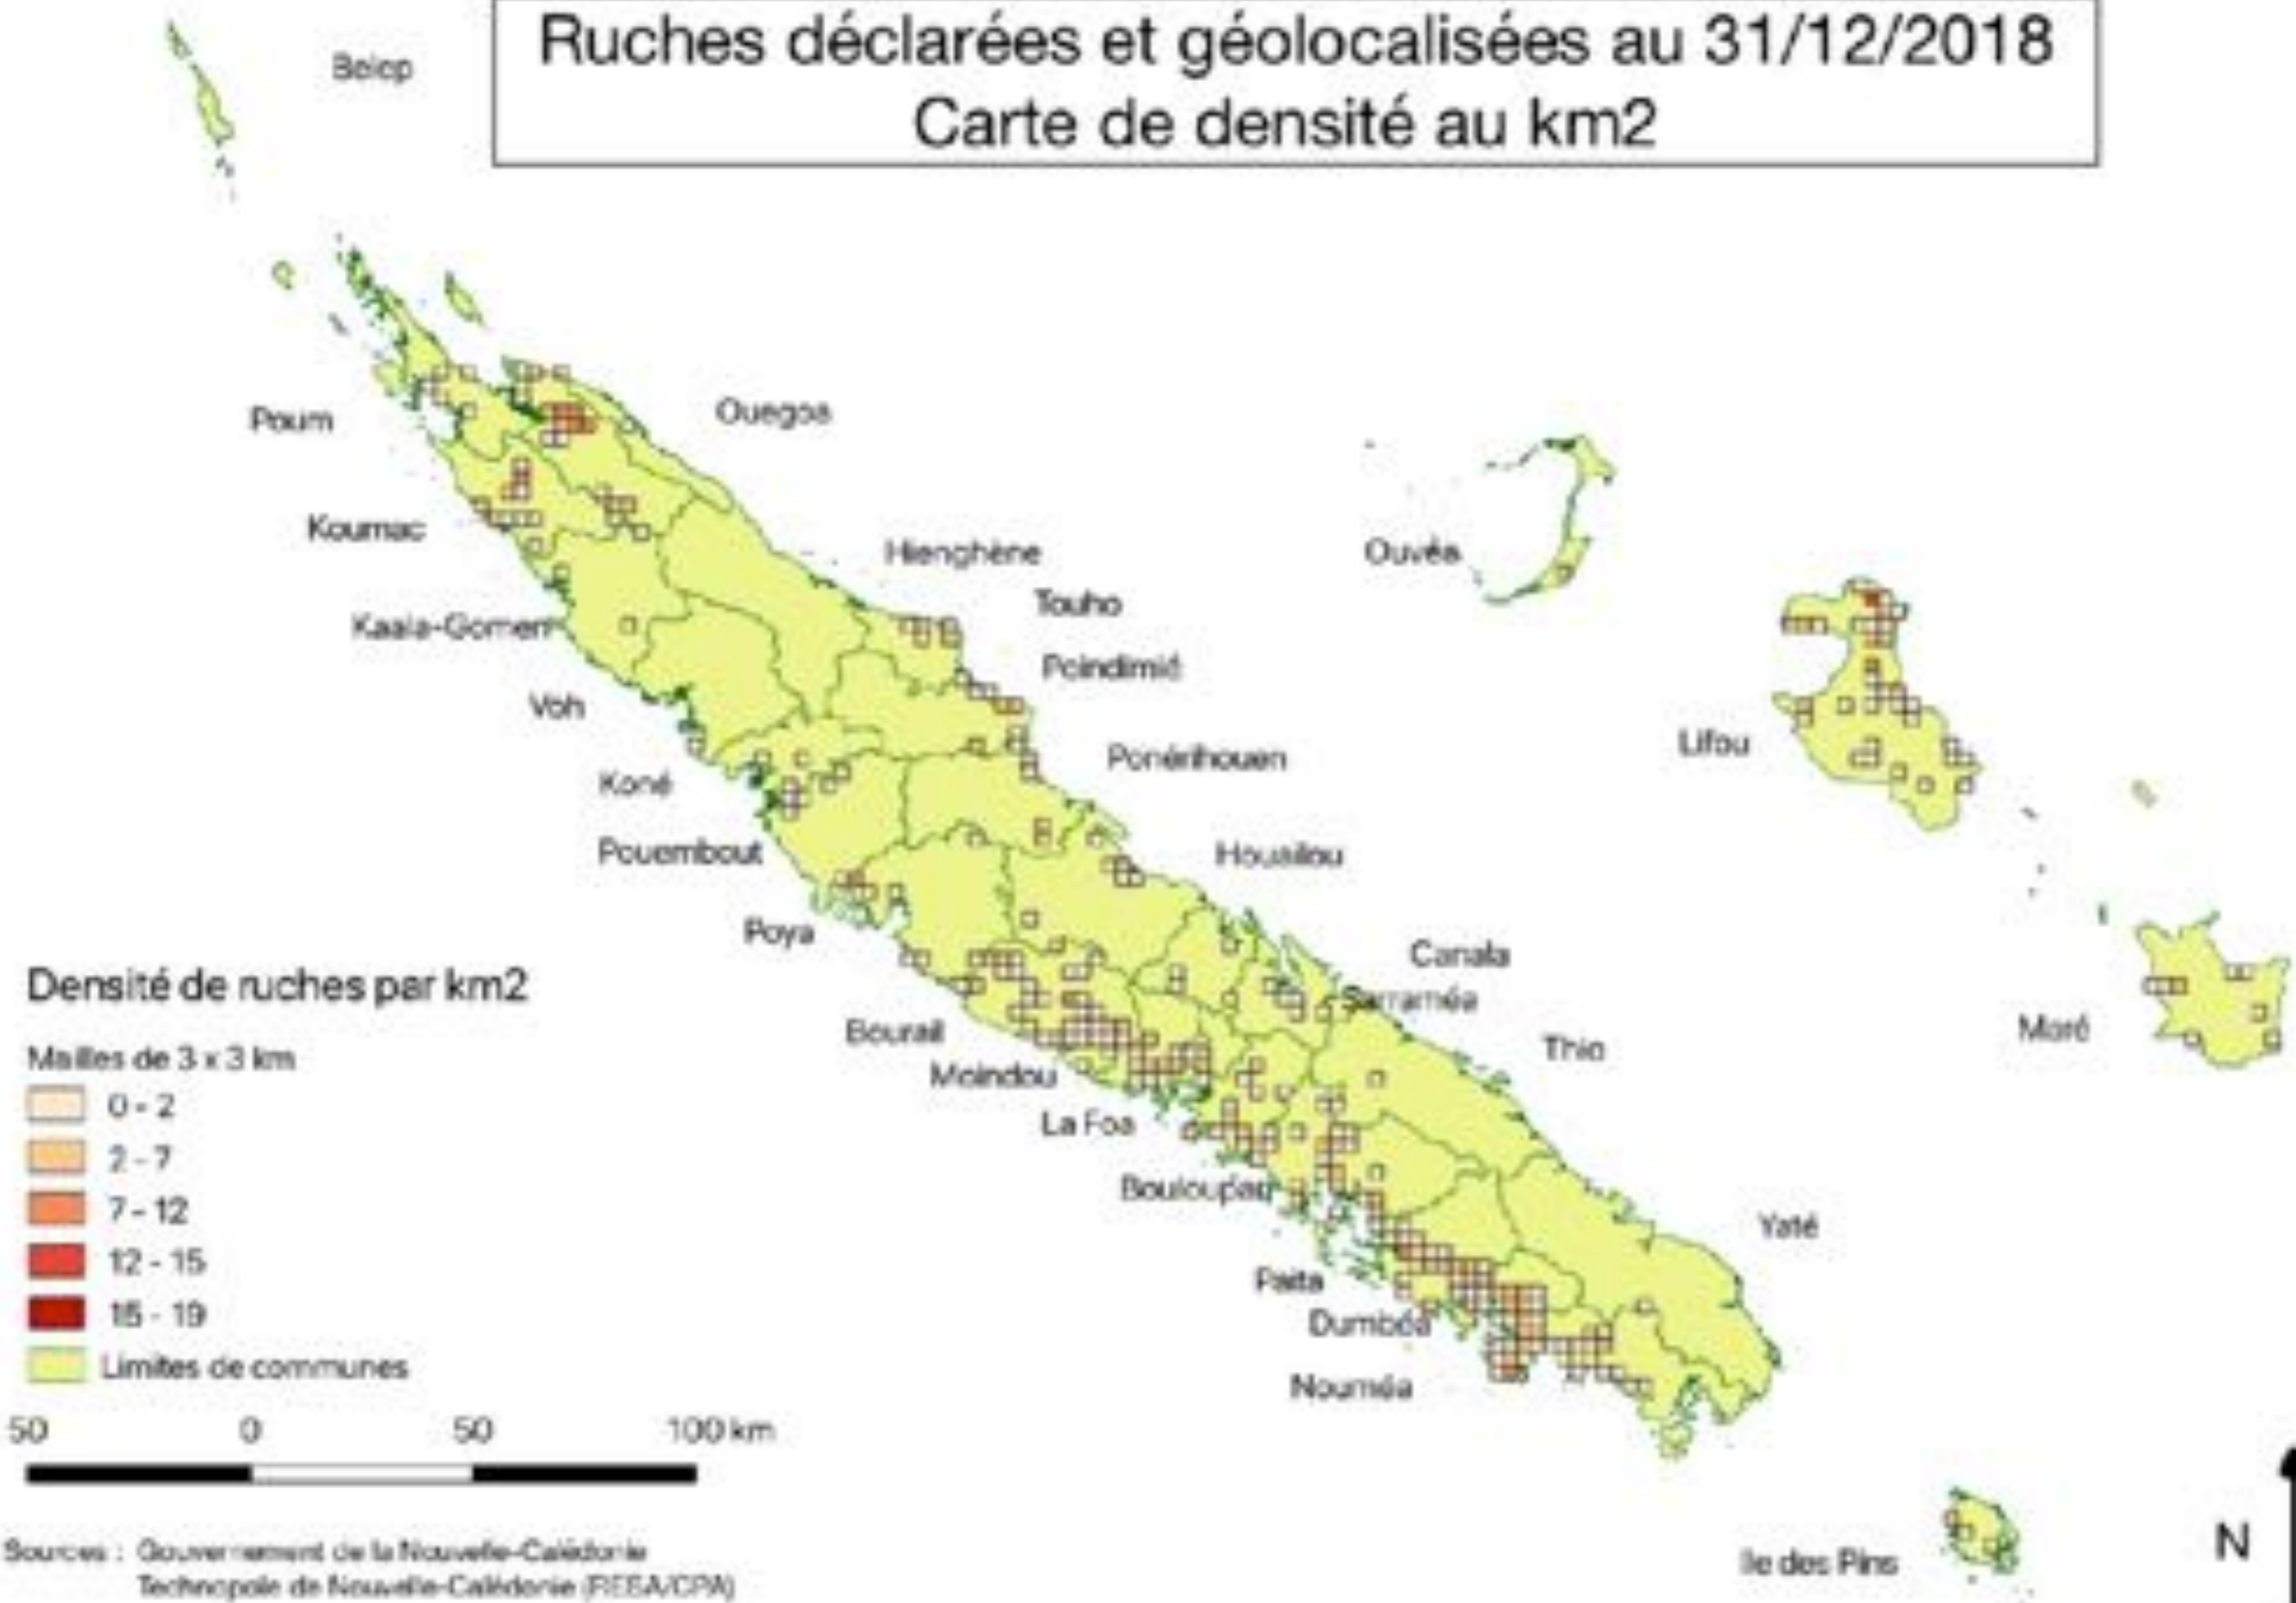 Ruches déclarées et géolocalisées au 31/12/2018
Carte de densité au km2
Belep
Poum
Ouegoa
Koumac
Hienghène
Ouvéa
Touho
Kaala-Gomen
Poindimié
Voh
Lifou
Ponérihouen
Koné
Pouembout
Houailou
Poya
Canala
Sarraméa
Bourail
Moré
Thio
Moindou
La Foa
Bouloupari
Yaté
Païta
Dumbéa
Nouméa
Densité de ruches par km2
Mailles de 3 x 3 km
0 - 2
2 - 7
7 - 12
12 - 15
15 - 19
Limites de communes
50 0 50 100 km
Sources : Gouvernement de la Nouvelle-Calédonie
Technopole de Nouvelle-Calédonie (RESA/CPA)
Ile des Pins
N